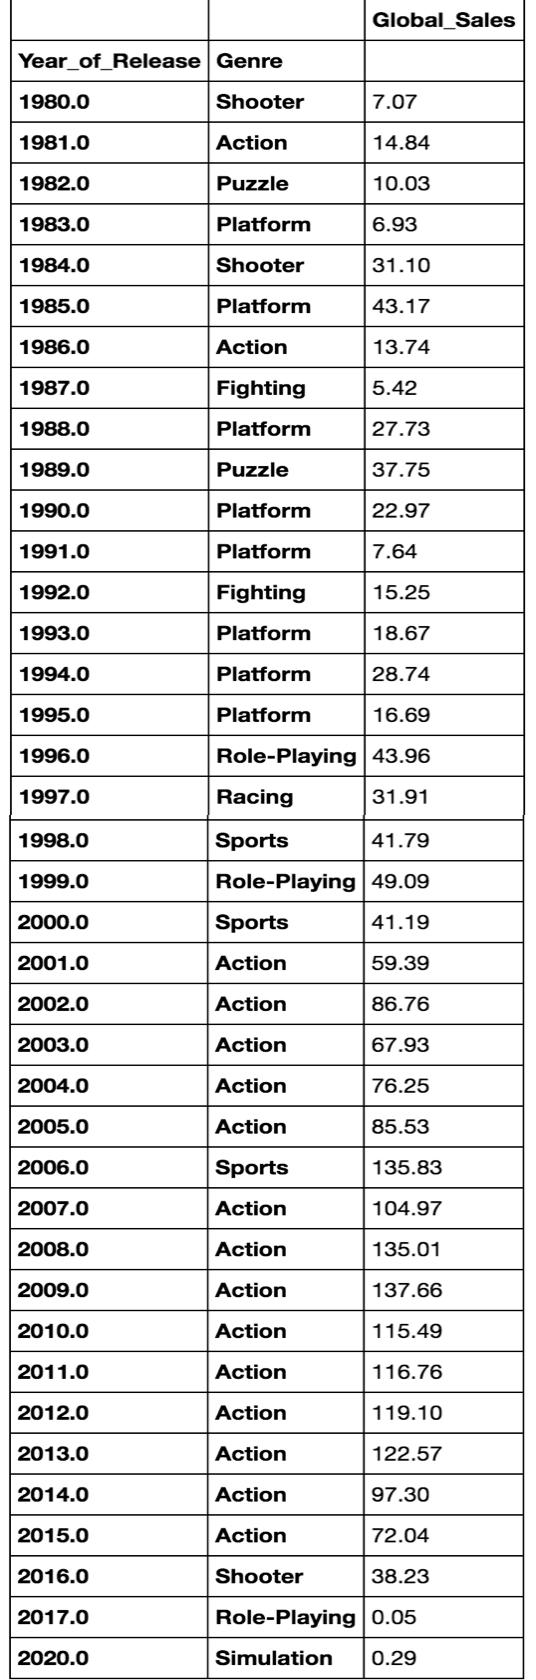 Global_Sales
Year_of_Release Genre
1980.0 Shooter 7.07
1981.0 Action 14.84
1982.0 Puzzle 10.03
1983.0 Platform 6.93
1984.0 Shooter 31.10
1985.0 Platform 43.17
1986.0 Action 13.74
1987.0 Fighting 5.42
1988.0 Platform 27.73
1989.0 Puzzle 37.75
1990.0 Platform 22.97
1991.0 Platform 7.64
1992.0 Fighting 15.25
1993.0 Platform 18.67
1994.0 Platform 28.74
1995.0 Platform 16.69
1996.0 Role-Playing 43.96
1997.0 Racing 31.91
1998.0 Sports 41.79
1999.0 Role-Playing 49.09
2000.0 Sports 41.19
2001.0 Action 59.39
2002.0 Action 86.76
2003.0 Action 67.93
2004.0 Action 76.25
2005.0 Action 85.53
2006.0 Sports 135.83
2007.0 Action 104.97
2008.0 Action 135.01
2009.0 Action 137.66
2010.0 Action 115.49
2011.0 Action 116.76
2012.0 Action 119.10
2013.0 Action 122.57
2014.0 Action 97.30
2015.0 Action 72.04
2016.0 Shooter 38.23
2017.0 Role-Playing 0.05
2020.0 Simulation 0.29